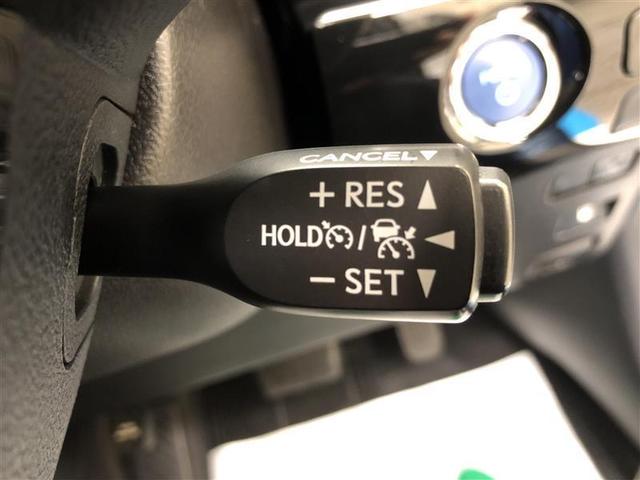 CANCEL▼
+ RES ▲
HOLD / ◀
− SET ▼